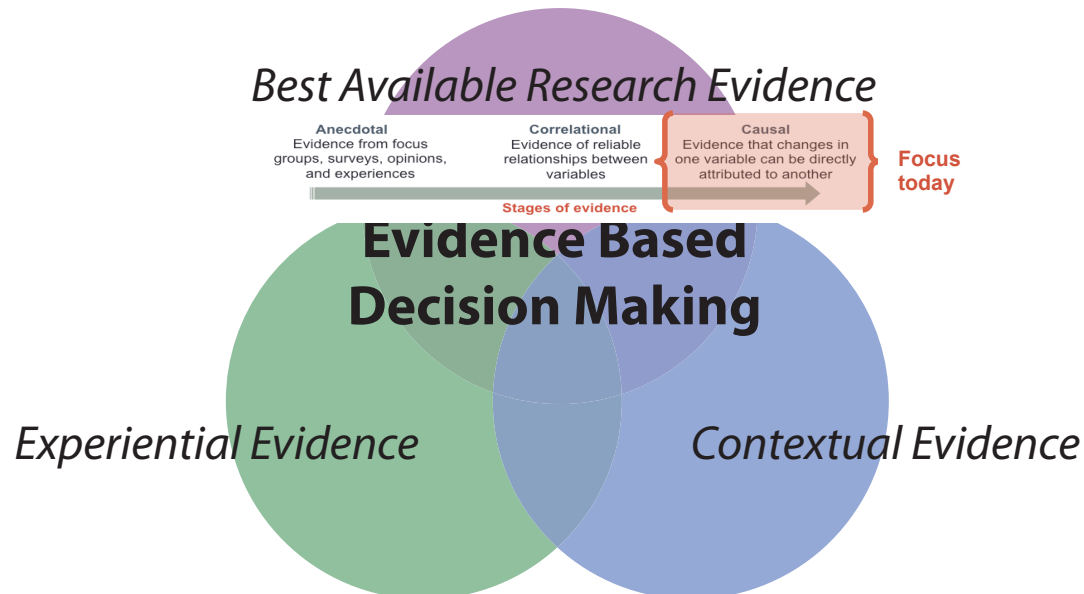 Best Available Research Evidence
Anecdotal
Evidence from focus
groups, surveys, opinions,
and experiences
Correlational
Evidence of reliable
relationships between
variables
Causal
Evidence that changes in
one variable can be directly
attributed to another
Focus
today
Stages of evidence
Evidence Based
Decision Making
Experiential Evidence
Contextual Evidence